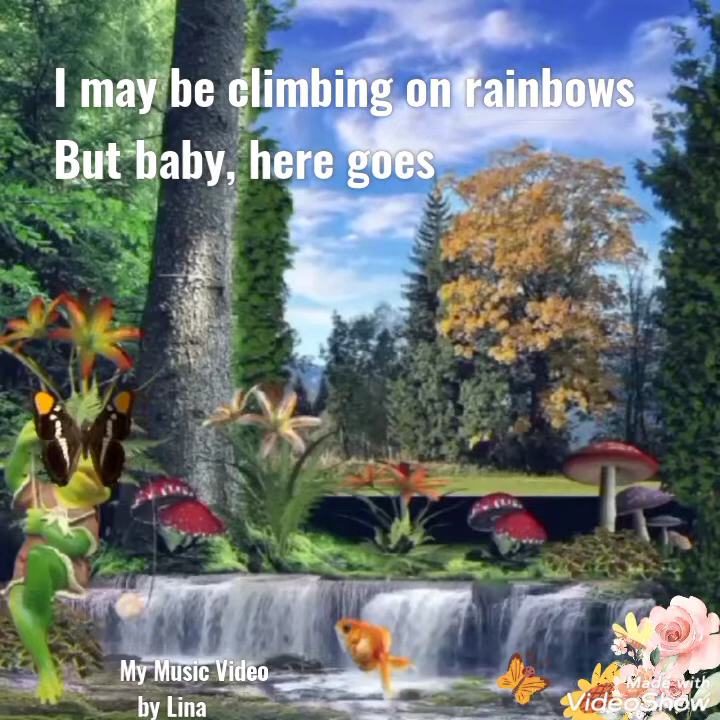 I may be climbing on rainbows
But baby, here goes
My Music Video
by Lina
Made with
VideoShow